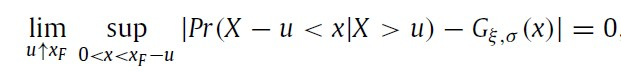 lim sup |Pr(X − u < x|X > u) − G_{ξ,σ}(x)| = 0.
u↑x_F 0<x<x_F−u